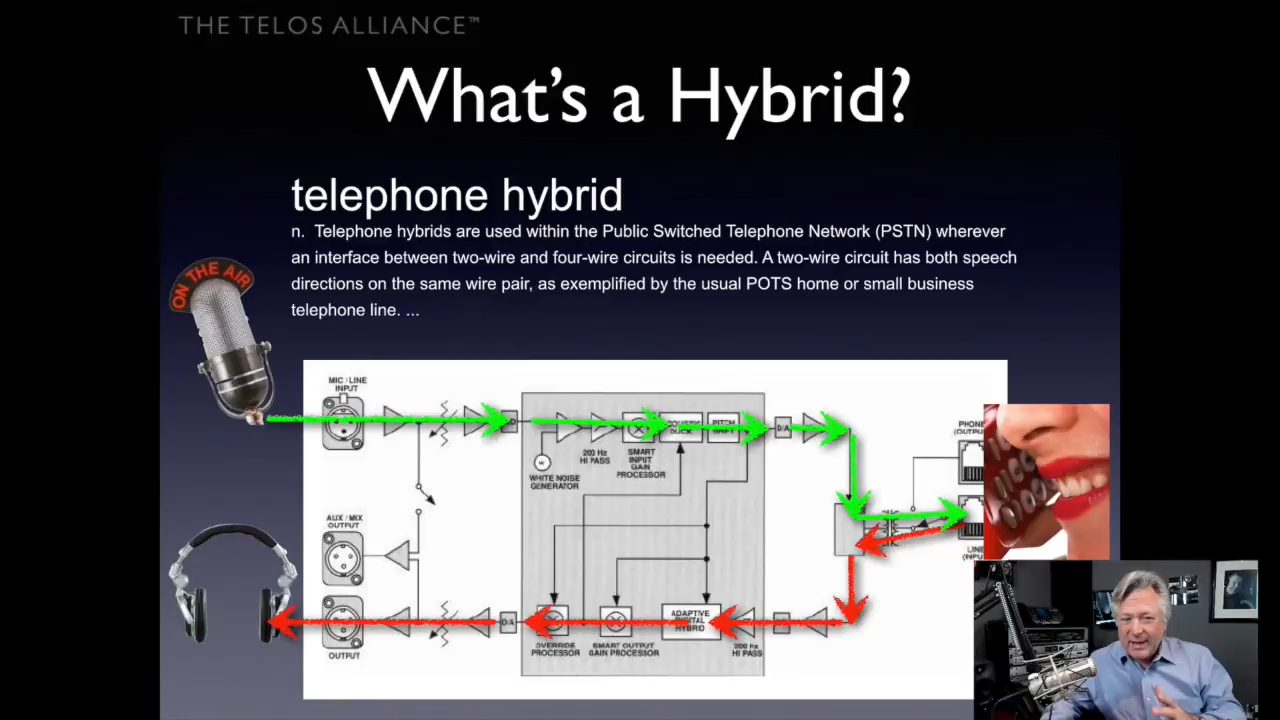 THE TELOS ALLIANCE™
What's a Hybrid?
telephone hybrid
n. Telephone hybrids are used within the Public Switched Telephone Network (PSTN) wherever
an interface between two-wire and four-wire circuits is needed. A two-wire circuit has both speech
directions on the same wire pair, as exemplified by the usual POTS home or small business
telephone line. ...
ON THE AIR
MIC / LINE
INPUT
200 Hz
HI PASS
SMART
INPUT
GAIN
PROCESSOR
WHITE NOISE
GENERATOR
D/A
PHONE
(OUTPU
AUX / MIX
OUTPUT
LINE
(INPU
OUTPUT
D/A
OVERRIDE
PROCESSOR
SMART OUTPUT
GAIN PROCESSOR
ADAPTIVE
DIGITAL
HYBRID
200 Hz
HI PASS